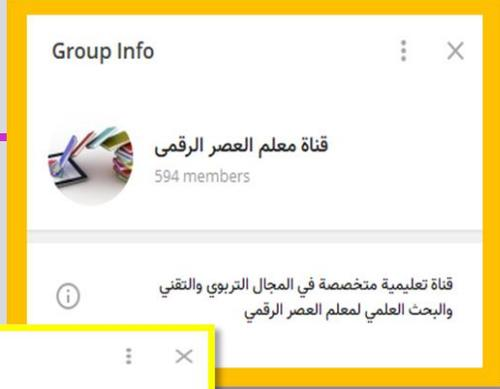 Group Info
قناة معلم العصر الرقمى
594 members
قناة تعليمية متخصصة في المجال التربوي والتقني
والبحث العلمي لمعلم العصر الرقمي